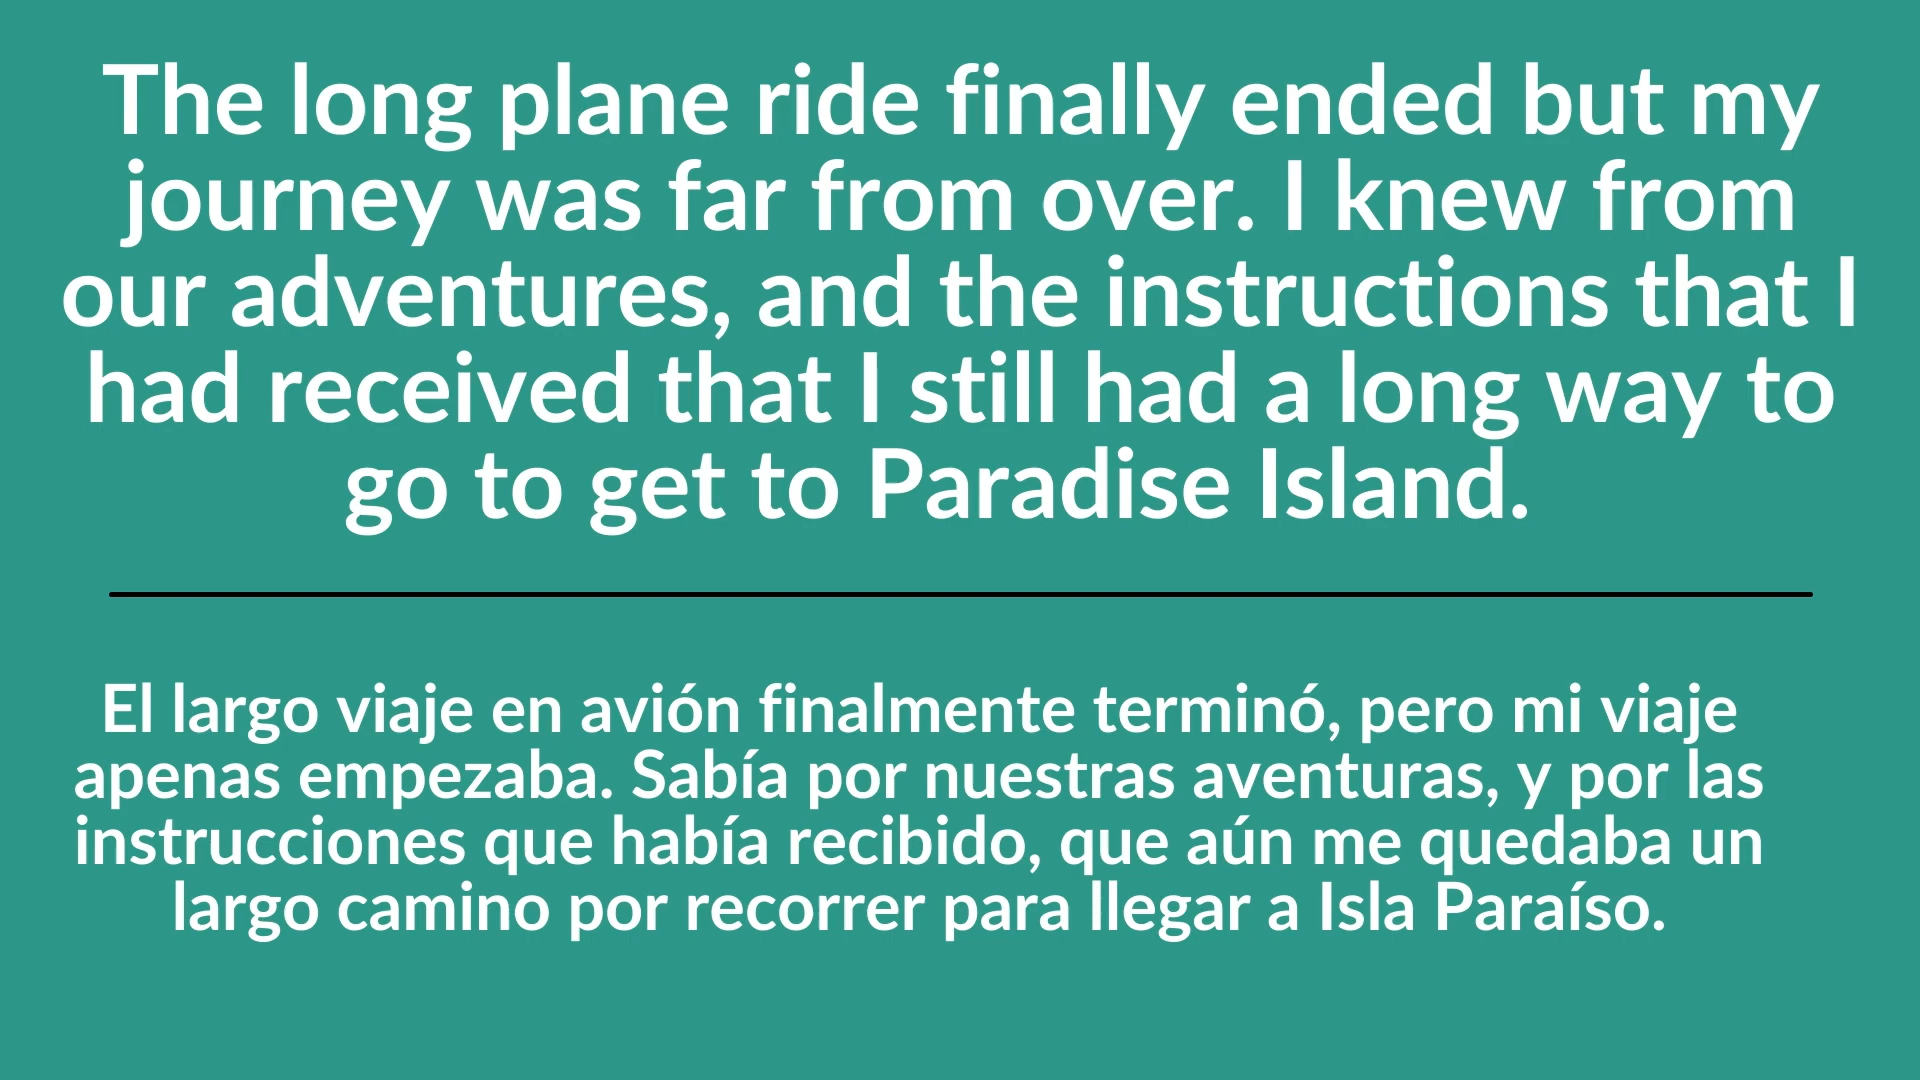 The long plane ride finally ended but my
journey was far from over. I knew from
our adventures, and the instructions that I
had received that I still had a long way to
go to get to Paradise Island.
El largo viaje en avión finalmente terminó, pero mi viaje
apenas empezaba. Sabía por nuestras aventuras, y por las
instrucciones que había recibido, que aún me quedaba un
largo camino por recorrer para llegar a Isla Paraíso.